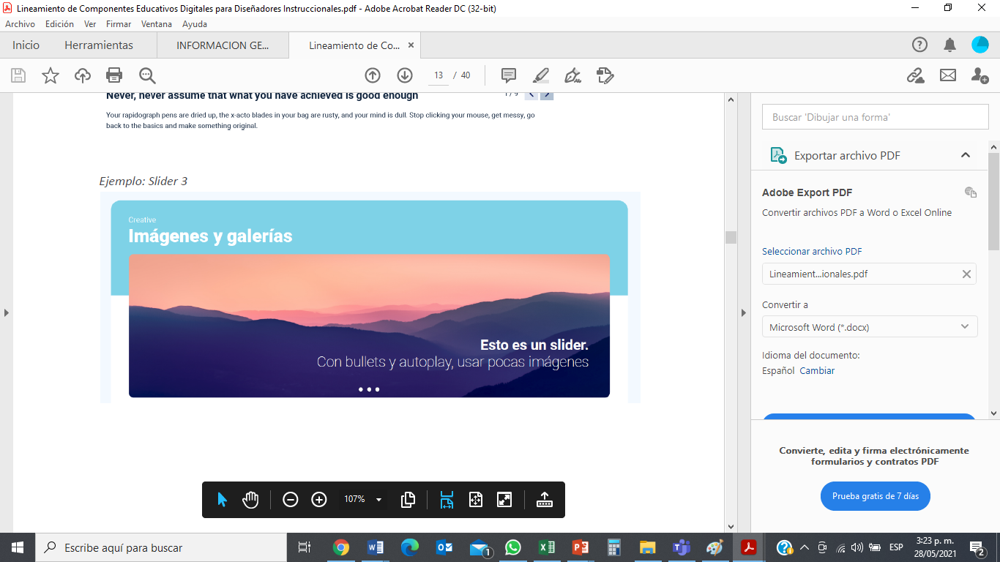 Lineamiento de Componentes Educativos Digitales para Diseñadores Instruccionales.pdf - Adobe Acrobat Reader DC (32-bit)
Archivo Edición Ver Firmar Ventana Ayuda
Inicio Herramientas INFORMACION GE... Lineamiento de Co...
13 / 40
Never, never assume that what you have achieved is good enough
1 / 9
Your rapidograph pens are dried up, the x-acto blades in your bag are rusty, and your mind is dull. Stop clicking your mouse, get messy, go
back to the basics and make something original.
Ejemplo: Slider 3
Creative
Imágenes y galerías
Esto es un slider.
Con bullets y autoplay, usar pocas imágenes
107%
Buscar 'Dibujar una forma'
Exportar archivo PDF
Adobe Export PDF
Convertir archivos PDF a Word o Excel Online
Seleccionar archivo PDF
Lineamient...ionales.pdf
Convertir a
Microsoft Word (*.docx)
Idioma del documento:
Español Cambiar
Convierte, edita y firma electrónicamente
formularios y contratos PDF
Prueba gratis de 7 días
Escribe aquí para buscar
1
ESP
3:23 p. m.
28/05/2021
2